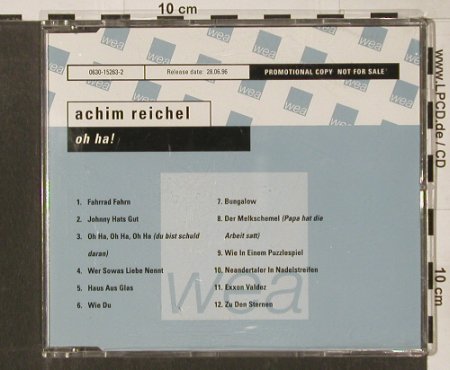 10 cm
wea
0630-15263-2
Release date: 28.06.96
PROMOTIONAL COPY NOT FOR SALE
achim reichel
oh ha!
1. Fahrrad Fahrn
2. Johnny Hats Gut
3. Oh Ha, Oh Ha, Oh Ha (du bist schuld
daran)
4. Wer Sowas Liebe Nennt
5. Haus Aus Glas
6. Wie Du
7. Bungalow
8. Der Melkschemel (Papa hat die
Arbeit satt)
9. Wie In Einem Puzzlespiel
10. Neandertaler In Nadelstreifen
11. Exxon Valdez
12. Zu Den Sternen
wea
www.LPCD.de / CD
10 cm